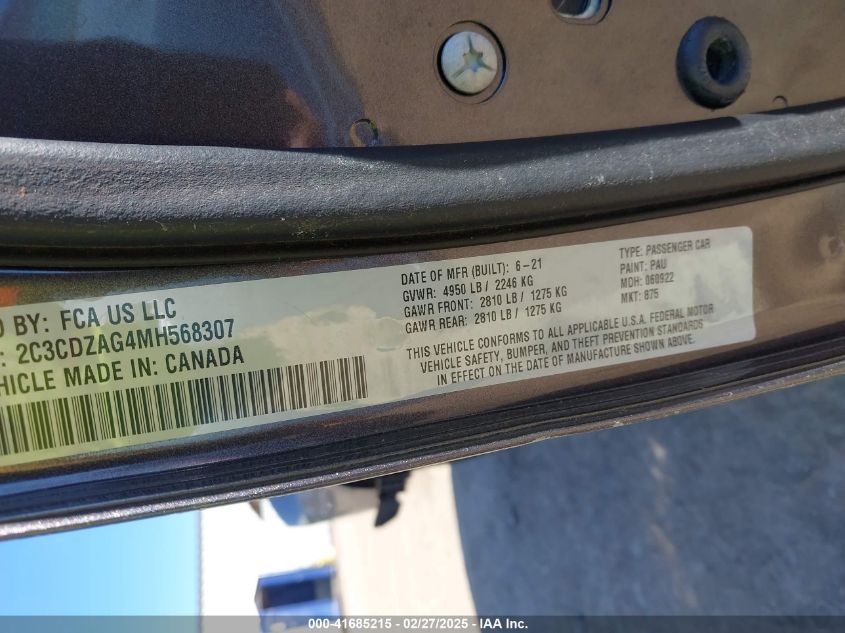 D BY: FCA US LLC
: 2C3CDZAG4MH568307
EHICLE MADE IN: CANADA
DATE OF MFR (BUILT): 6-21
GVWR: 4950 LB / 2246 KG
GAWR FRONT: 2810 LB / 1275 KG
GAWR REAR: 2810 LB / 1275 KG
TYPE: PASSENGER CAR
PAINT: PAU
MDH: 060922
MKT: 875
THIS VEHICLE CONFORMS TO ALL APPLICABLE U.S.A. FEDERAL MOTOR
VEHICLE SAFETY, BUMPER, AND THEFT PREVENTION STANDARDS
IN EFFECT ON THE DATE OF MANUFACTURE SHOWN ABOVE.
000-41685215 - 02/27/2025 - IAA Inc.